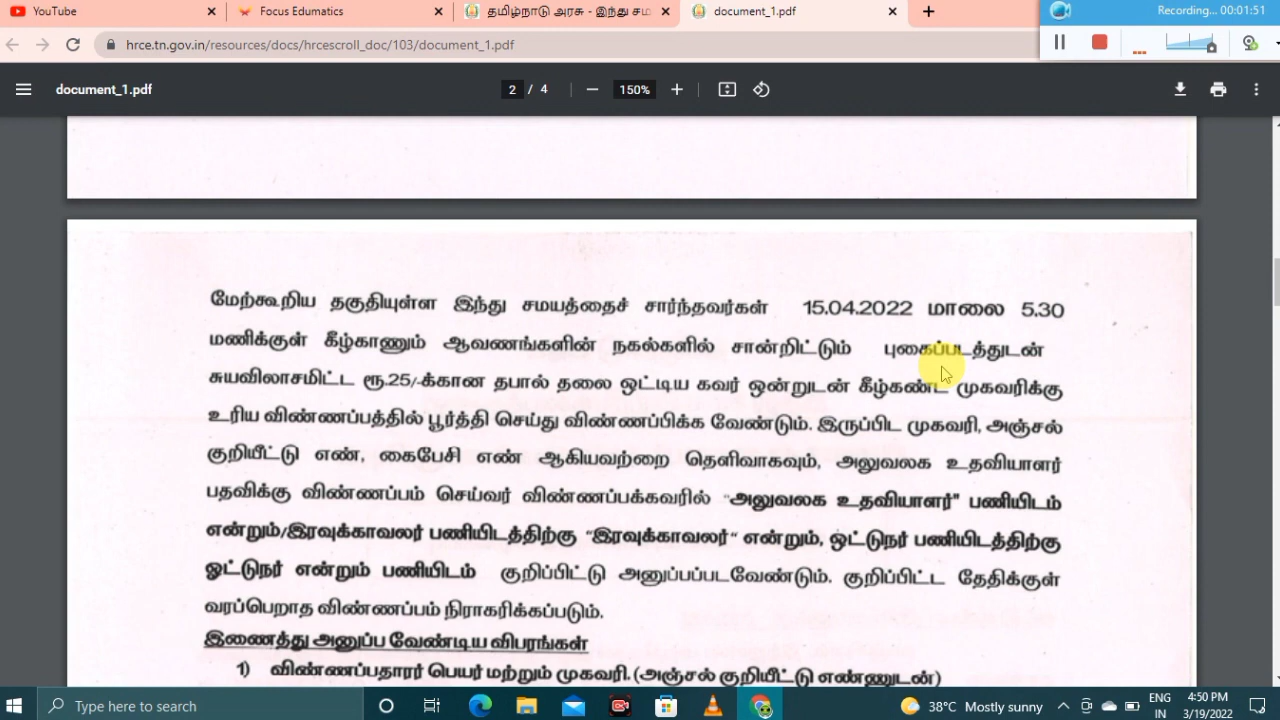 YouTube
Focus Edumatics
தமிழ்நாடு அரசு - இந்து சம
document_1.pdf
Recording... 00:01:51
hrce.tn.gov.in/resources/docs/hrcescroll_doc/103/document_1.pdf
document_1.pdf
2 / 4
150%
மேற்கூறிய தகுதியுள்ள இந்து சமயத்தைச் சார்ந்தவர்கள் 15.04.2022 மாலை 5.30
மணிக்குள் கீழ்காணும் ஆவணங்களின் நகல்களில் சான்றிட்டும் புகைப்படத்துடன்
சுயவிலாசமிட்ட ரூ.25/-க்கான தபால் தலை ஒட்டிய கவர் ஒன்றுடன் கீழ்கண்ட முகவரிக்கு
உரிய விண்ணப்பத்தில் பூர்த்தி செய்து விண்ணப்பிக்க வேண்டும். இருப்பிட முகவரி, அஞ்சல்
குறியீட்டு எண், கைபேசி எண் ஆகியவற்றை தெளிவாகவும், அலுவலக உதவியாளர்
பதவிக்கு விண்ணப்பம் செய்வர் விண்ணப்பக்கவரில் "அலுவலக உதவியாளர்" பணியிடம்
என்றும்/இரவுக்காவலர் பணியிடத்திற்கு "இரவுக்காவலர்" என்றும், ஓட்டுநர் பணியிடத்திற்கு
ஓட்டுநர் என்றும் பணியிடம் குறிப்பிட்டு அனுப்பப்படவேண்டும். குறிப்பிட்ட தேதிக்குள்
வரப்பெறாத விண்ணப்பம் நிராகரிக்கப்படும்.
இணைத்து அனுப்ப வேண்டிய விபரங்கள்
1) விண்ணப்பதாரர் பெயர் மற்றும் முகவரி. (அஞ்சல் குறியீட்டு எண்ணுடன்)
Type here to search
38°C Mostly sunny
ENG
IN
4:50 PM
3/19/2022